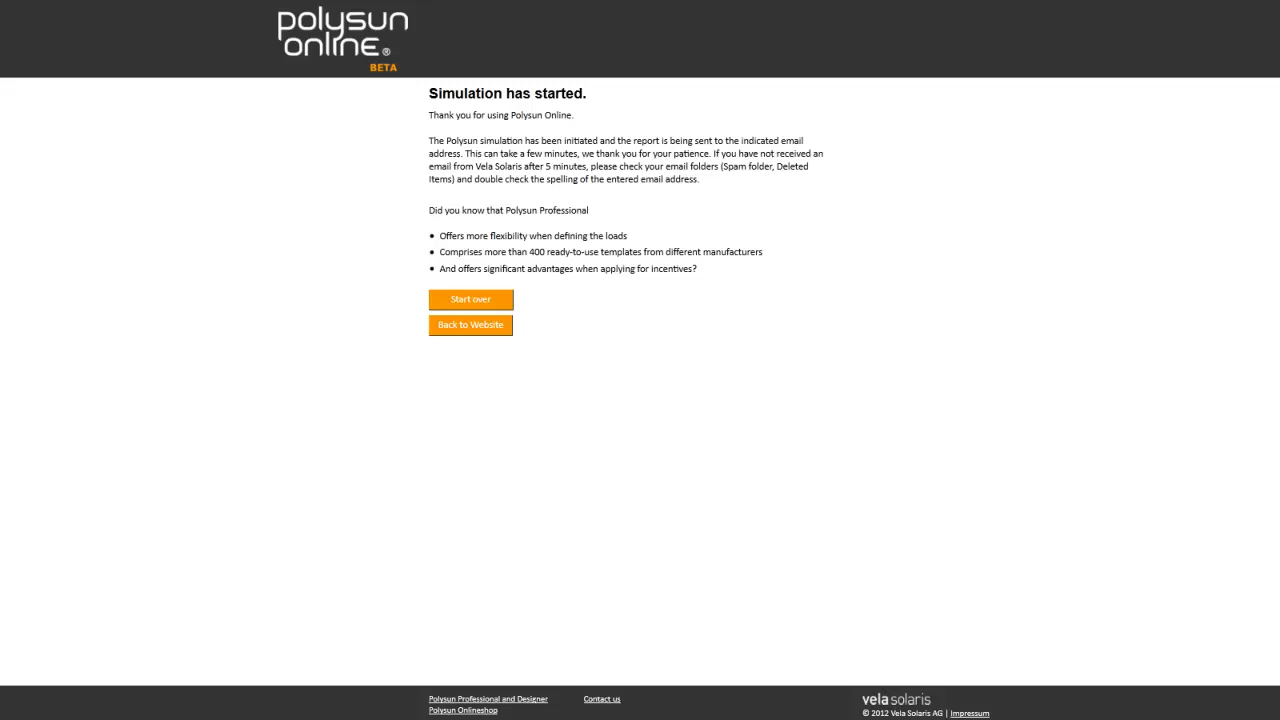 polysun
online®
BETA
Simulation has started.
Thank you for using Polysun Online.
The Polysun simulation has been initiated and the report is being sent to the indicated email
address. This can take a few minutes, we thank you for your patience. If you have not received an
email from Vela Solaris after 5 minutes, please check your email folders (Spam folder, Deleted
Items) and double check the spelling of the entered email address.
Did you know that Polysun Professional
• Offers more flexibility when defining the loads
• Comprises more than 400 ready-to-use templates from different manufacturers
• And offers significant advantages when applying for incentives?
Start over
Back to Website
Polysun Professional and Designer
Polysun Onlineshop
Contact us
vela solaris
© 2012 Vela Solaris AG | Impressum